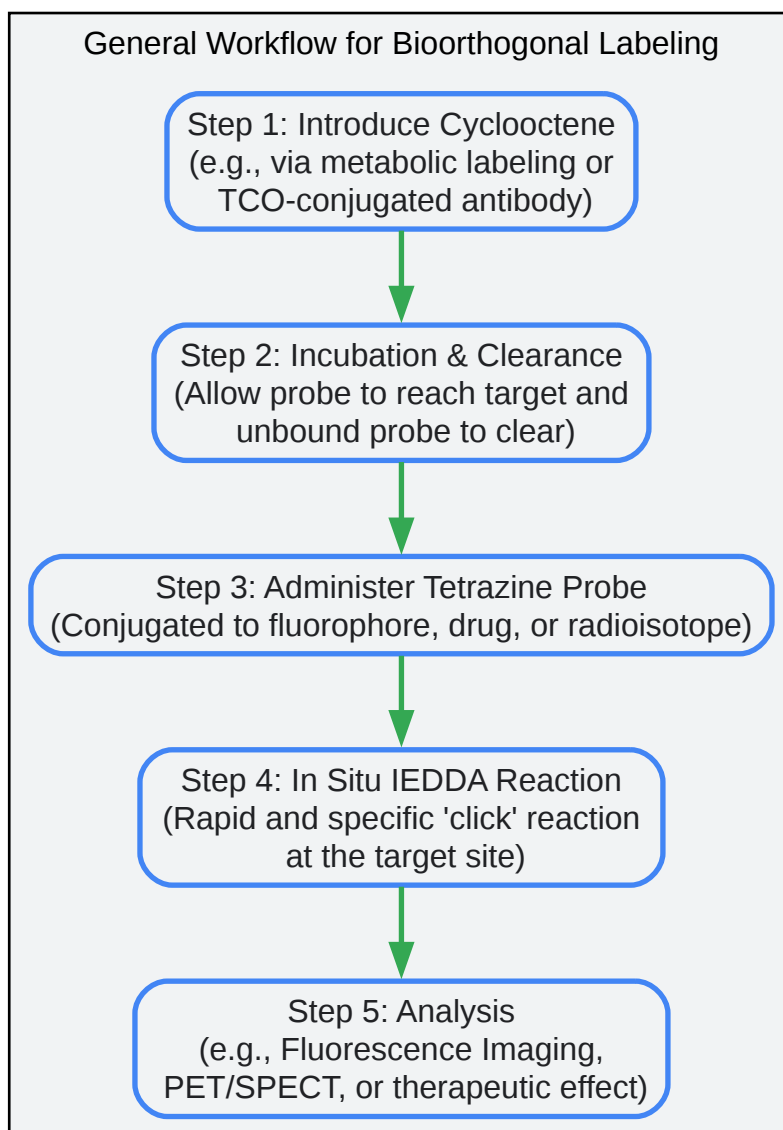 General Workflow for Bioorthogonal Labeling
Step 1: Introduce Cyclooctene
(e.g., via metabolic labeling or
TCO-conjugated antibody)
Step 2: Incubation & Clearance
(Allow probe to reach target and
unbound probe to clear)
Step 3: Administer Tetrazine Probe
(Conjugated to fluorophore, drug, or radioisotope)
Step 4: In Situ IEDDA Reaction
(Rapid and specific 'click' reaction
at the target site)
Step 5: Analysis
(e.g., Fluorescence Imaging,
PET/SPECT, or therapeutic effect)